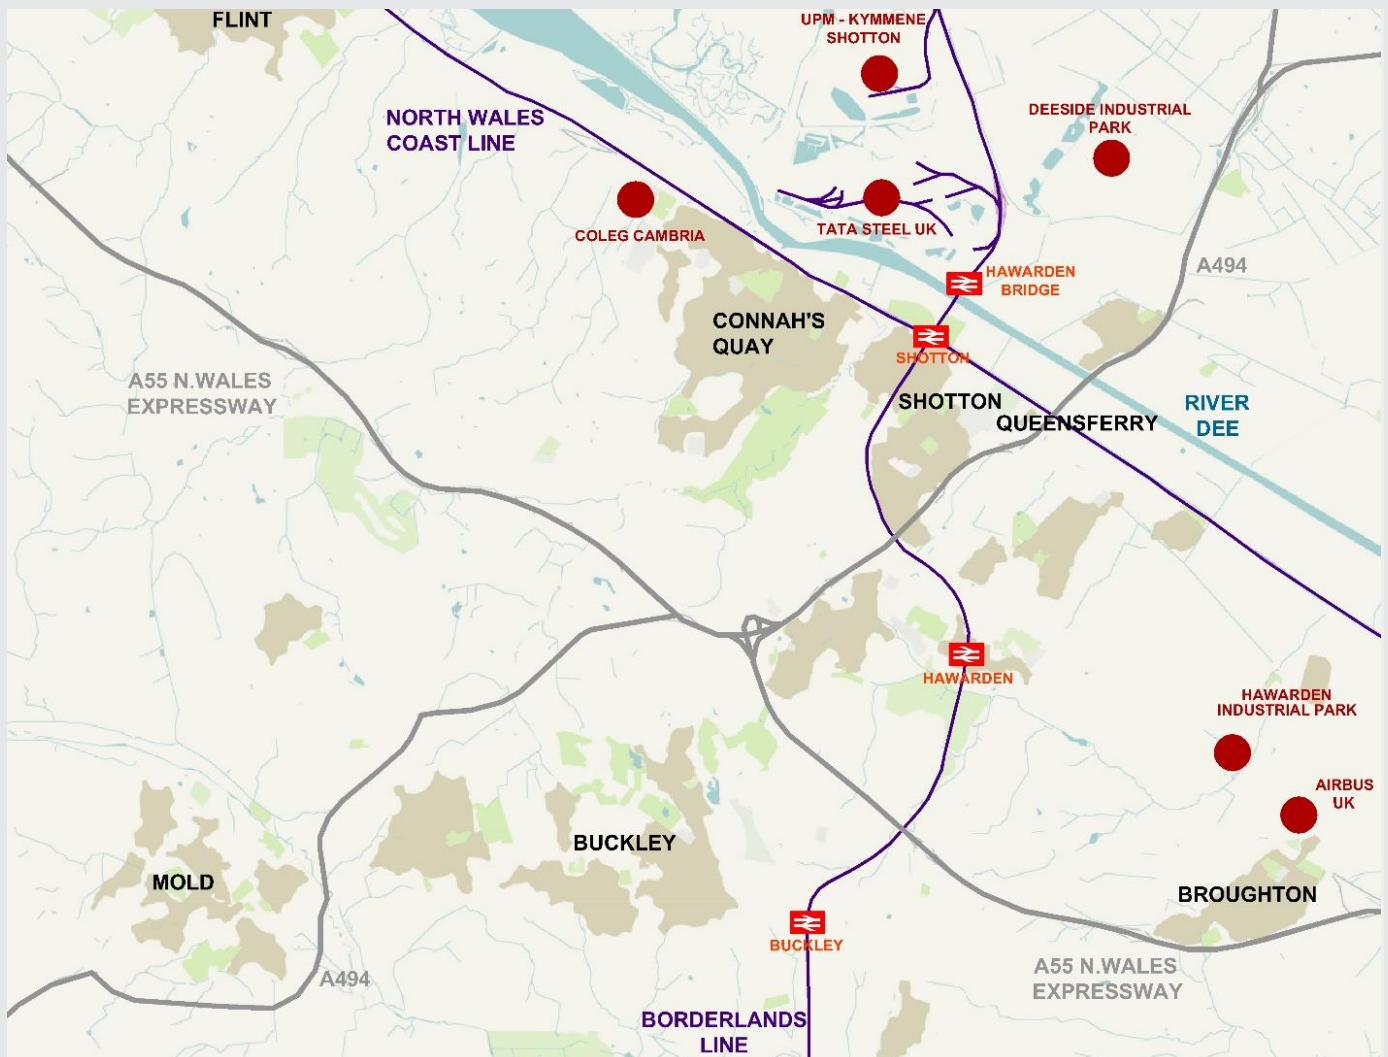 FLINT
UPM - KYMMENE
SHOTTON
NORTH WALES
COAST LINE
DEESIDE INDUSTRIAL
PARK
COLEG CAMBRIA
TATA STEEL UK
A494
HAWARDEN
BRIDGE
CONNAH'S
QUAY
SHOTTON
A55 N.WALES
EXPRESSWAY
SHOTTON
QUEENSFERRY
RIVER
DEE
HAWARDEN
HAWARDEN
INDUSTRIAL PARK
AIRBUS
UK
BUCKLEY
MOLD
BROUGHTON
BUCKLEY
A494
A55 N.WALES
EXPRESSWAY
BORDERLANDS
LINE